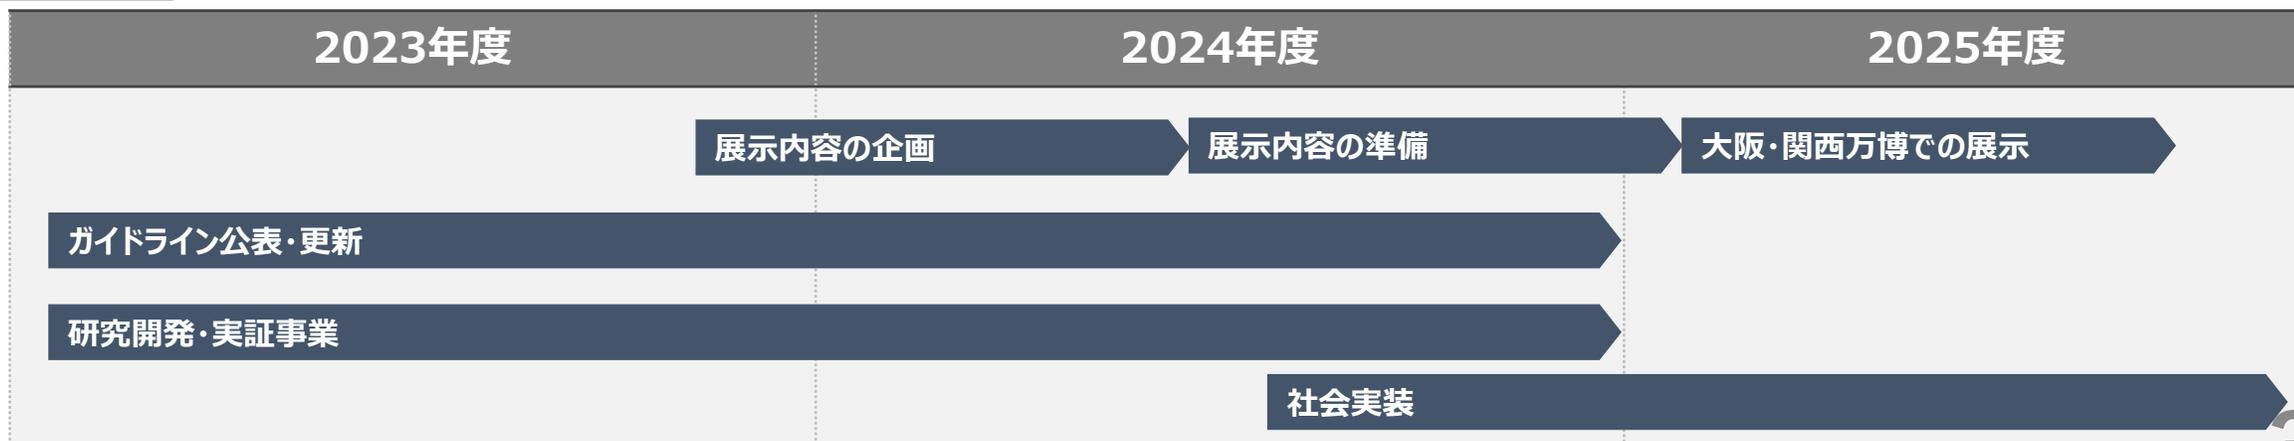 2023年度 2024年度 2025年度
展示内容の企画 展示内容の準備 大阪・関西万博での展示
ガイドライン公表・更新
研究開発・実証事業
社会実装